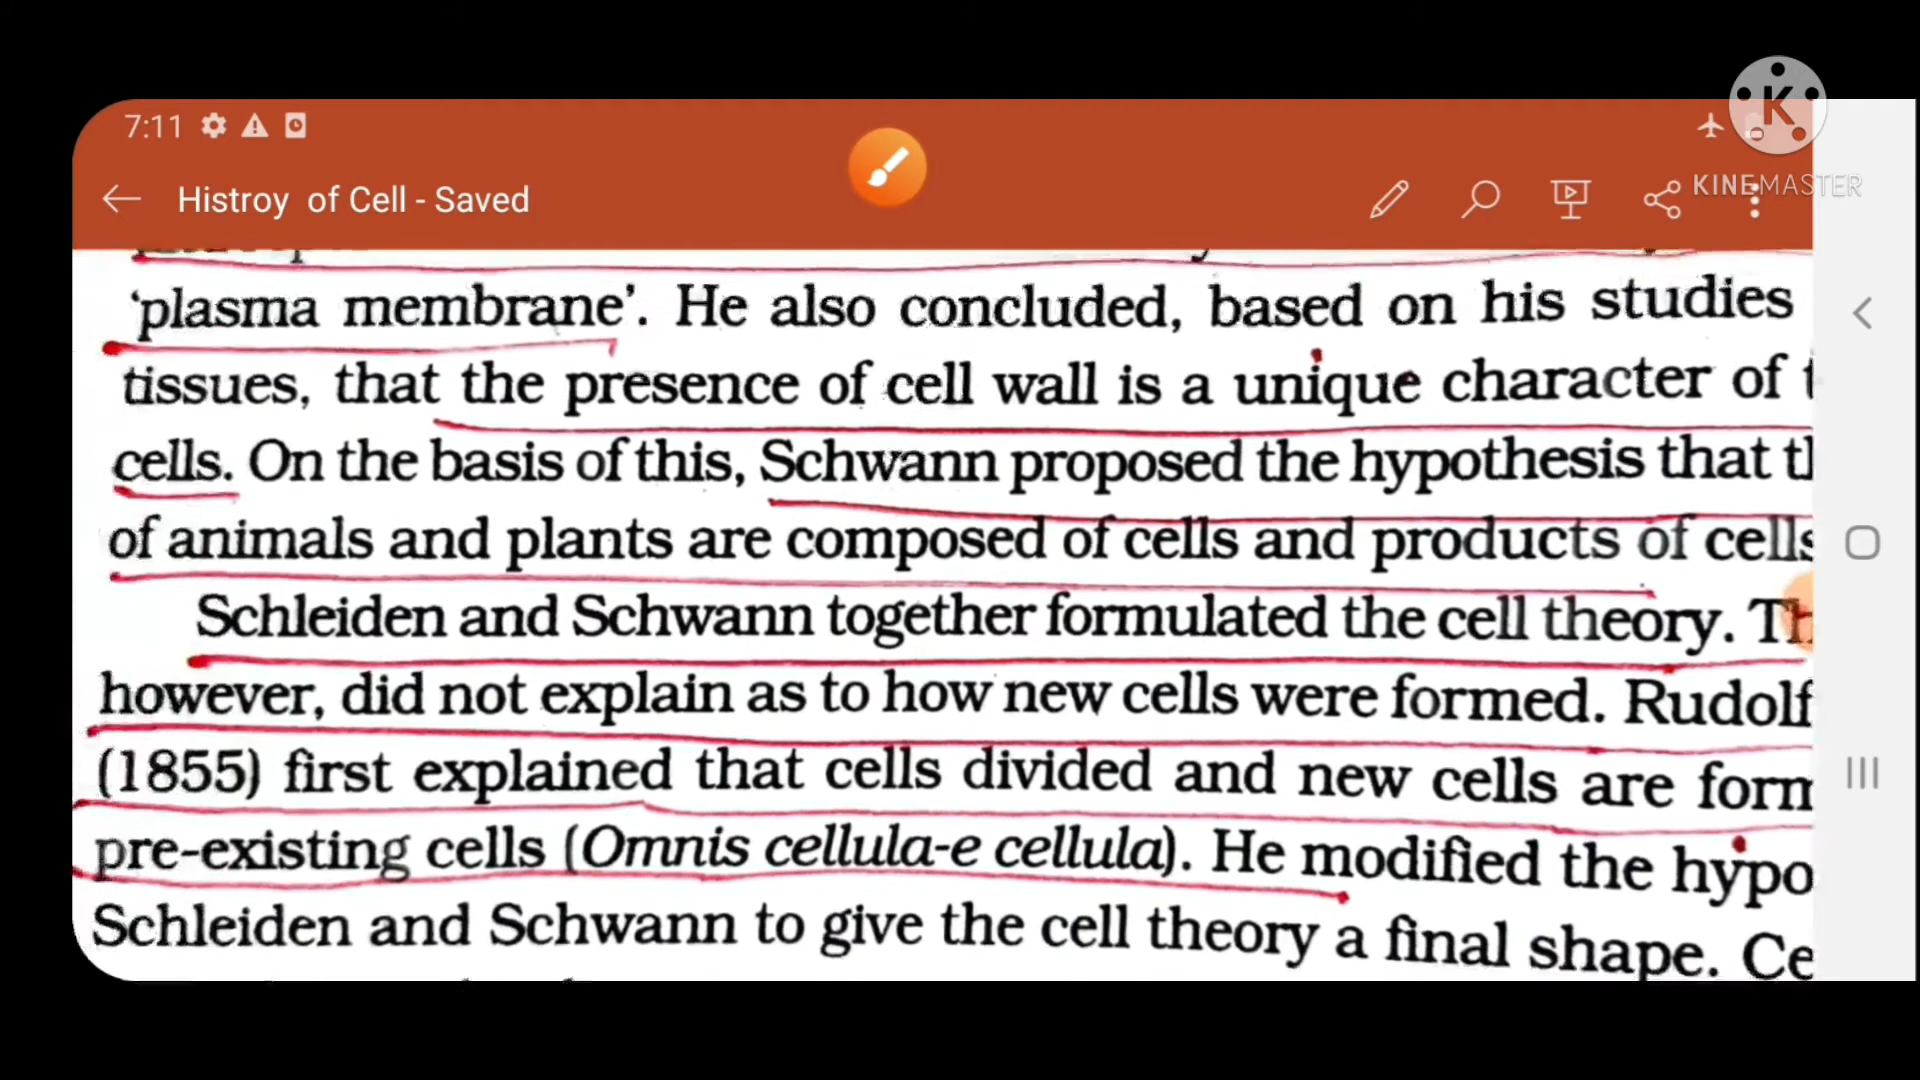 7:11
Histroy of Cell - Saved
K
KINEMASTER
'plasma membrane'. He also concluded, based on his studies
tissues, that the presence of cell wall is a unique character of
cells. On the basis of this, Schwann proposed the hypothesis that
of animals and plants are composed of cells and products of cells
Schleiden and Schwann together formulated the cell theory.
however, did not explain as to how new cells were formed. Rudolf
(1855) first explained that cells divided and new cells are form
pre-existing cells (Omnis cellula-e cellula). He modified the hypo
Schleiden and Schwann to give the cell theory a final shape. Ce